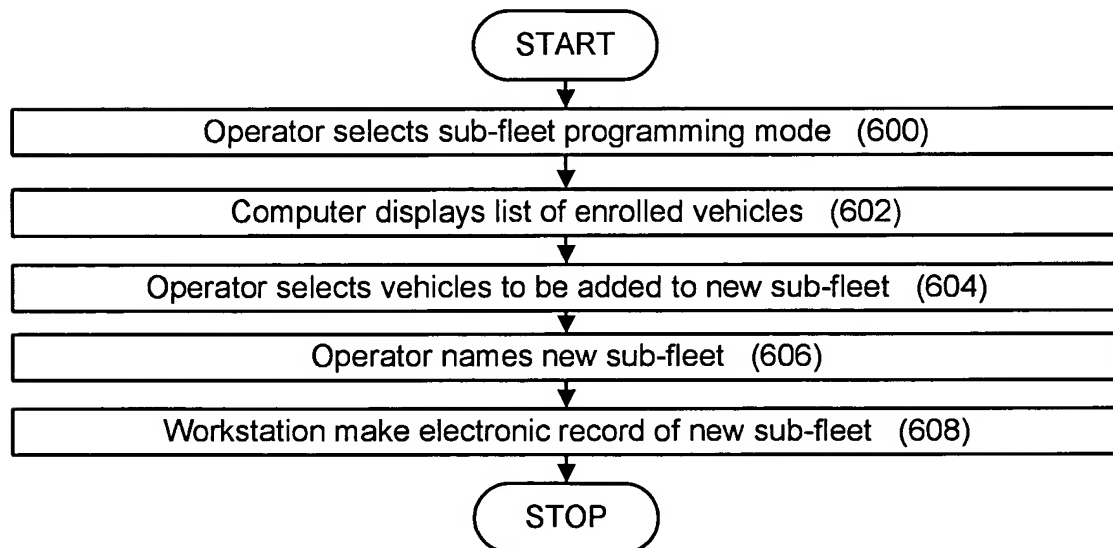 START
Operator selects sub-fleet programming mode (600)
Computer displays list of enrolled vehicles (602)
Operator selects vehicles to be added to new sub-fleet (604)
Operator names new sub-fleet (606)
Workstation make electronic record of new sub-fleet (608)
STOP